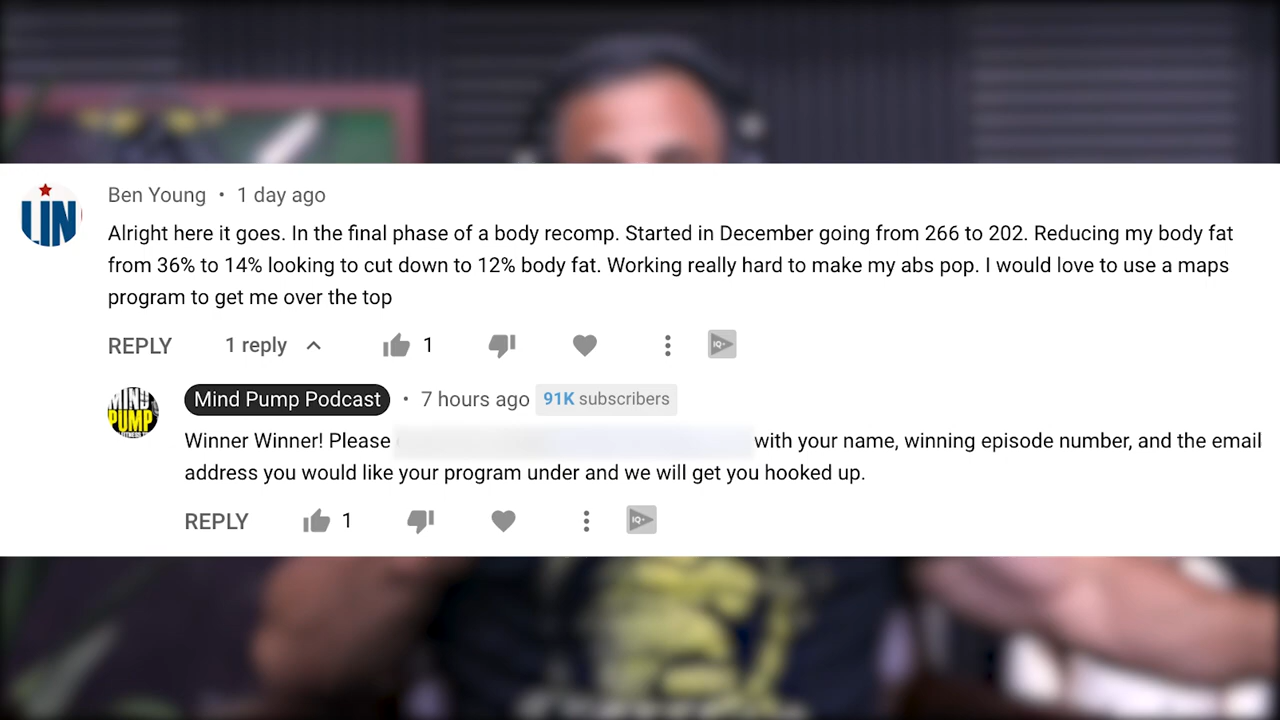 Ben Young • 1 day ago
Alright here it goes. In the final phase of a body recomp. Started in December going from 266 to 202. Reducing my body fat
from 36% to 14% looking to cut down to 12% body fat. Working really hard to make my abs pop. I would love to use a maps
program to get me over the top
REPLY 1 reply 1 IQ+
LIN
Mind Pump Podcast • 7 hours ago 91K subscribers
MIND
PUMP
Winner Winner! Please with your name, winning episode number, and the email
address you would like your program under and we will get you hooked up.
REPLY 1 IQ+